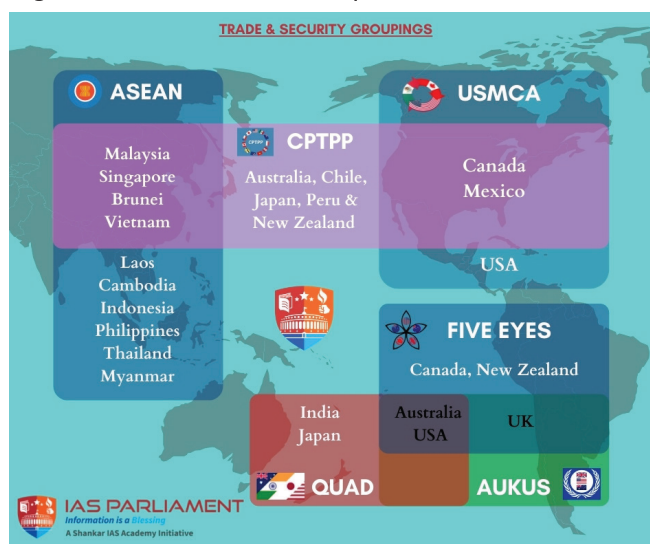 TRADE & SECURITY GROUPINGS
ASEAN
Malaysia
Singapore
Brunei
Vietnam
Laos
Cambodia
Indonesia
Philippines
Thailand
Myanmar
CPTPP
CPTPP
Australia, Chile,
Japan, Peru &
New Zealand
USMCA
Canada
Mexico
USA
FIVE EYES
Canada, New Zealand
India
Japan
Australia
USA
UK
QUAD
AUKUS
IAS PARLIAMENT
Information is a Blessing
A Shankar IAS Academy Initiative